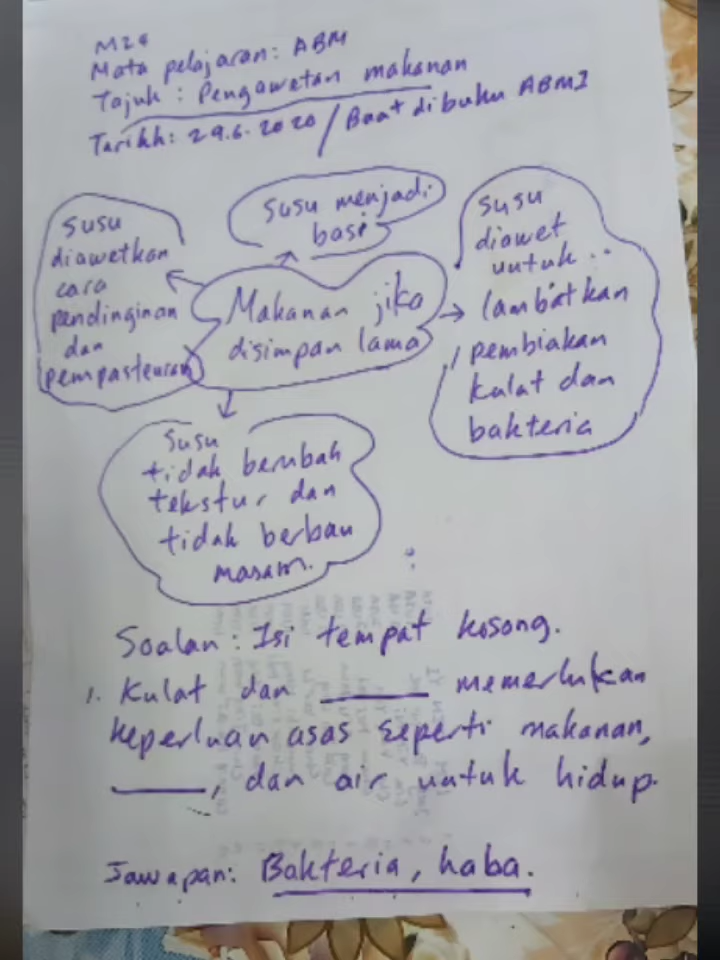 M24
Mata pelajaran: ABM
Tajuk: Pengawetan makanan
Tarikh: 29.6.2020 / Buat dibuku ABM1
Susu menjadi
basi
Susu
diawetkan
cara
pendinginan
dan
pempasteuran
Makanan jika
disimpan lama
Susu
diawet
untuk..
lambatkan
pembiakan
kulat dan
bakteria
Susu
tidak berubah
tekstur dan
tidak berbau
masam.
Soalan: Isi tempat kosong.
1. Kulat dan ________ memerlukan
keperluan asas seperti makanan,
______, dan air untuk hidup.
Jawapan: Bakteria, haba.